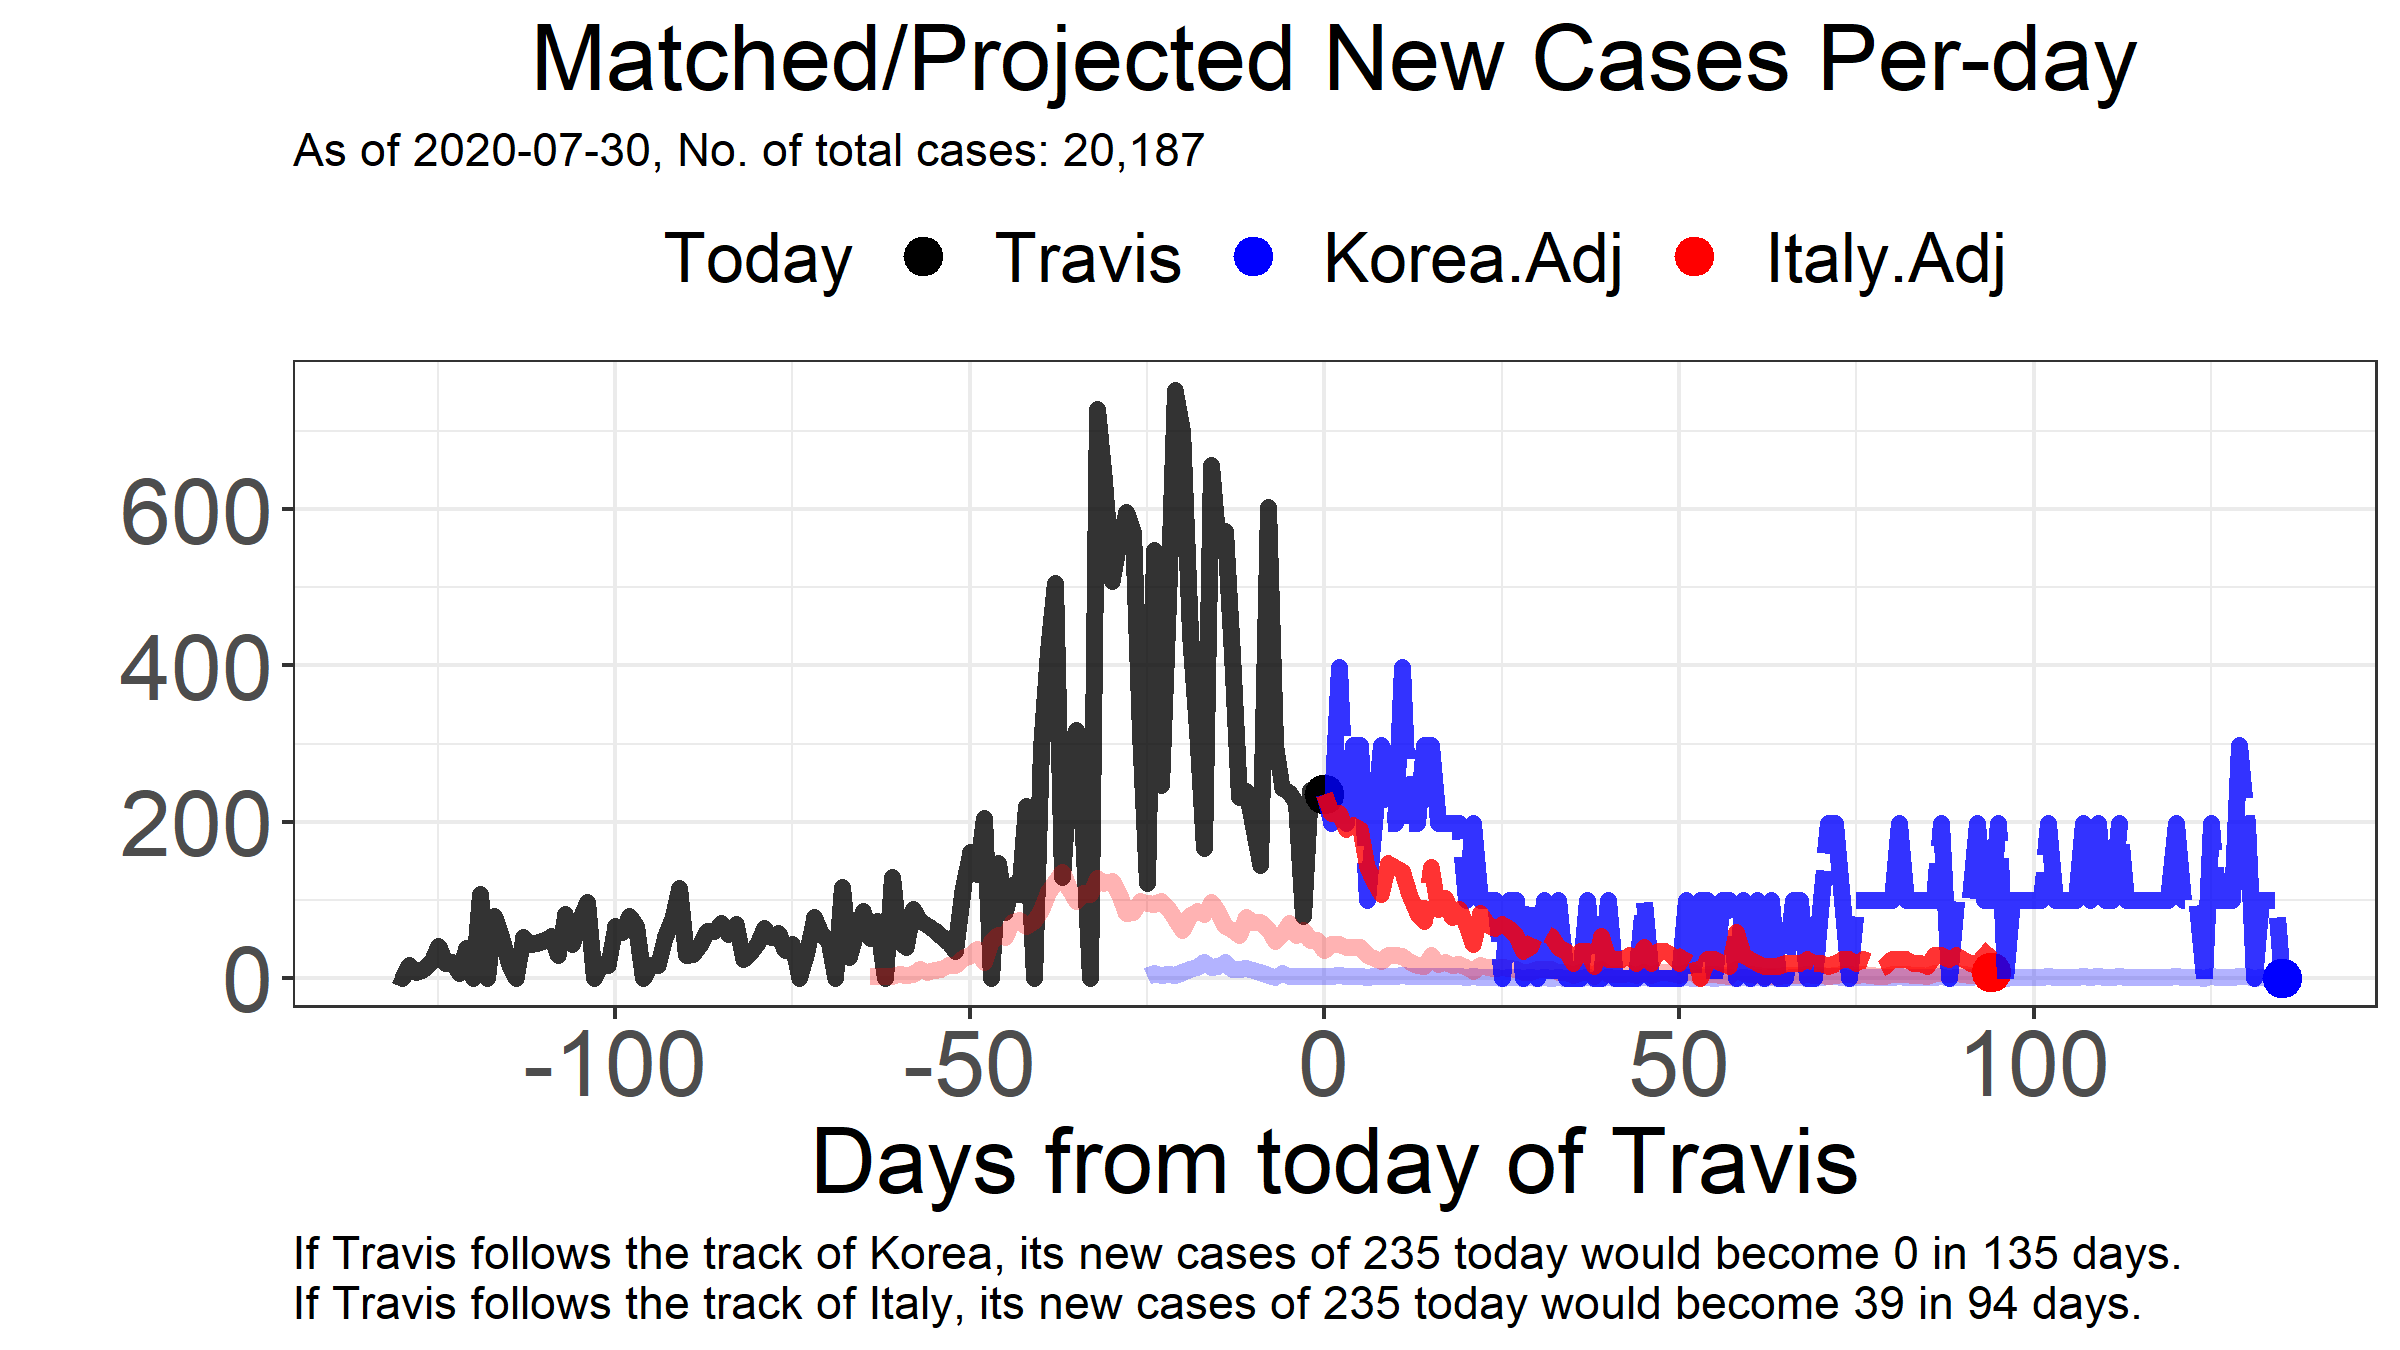 Matched/Projected New Cases Per-day
As of 2020-07-30, No. of total cases: 20,187
Today Travis Korea.Adj Italy.Adj
600
400
200
0
-100 -50 0 50 100
Days from today of Travis
If Travis follows the track of Korea, its new cases of 235 today would become 0 in 135 days.
If Travis follows the track of Italy, its new cases of 235 today would become 39 in 94 days.